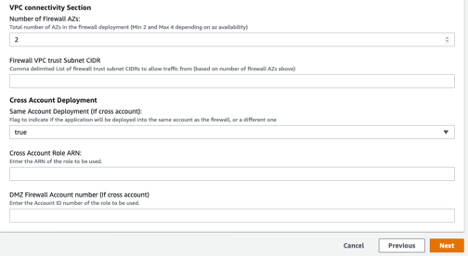 VPC connectivity Section
Number of Firewall AZs:
Total number of AZs in the firewall deployment (Min 2 and Max 4 depending on az availability)
2
Firewall VPC trust Subnet CIDR
Comma delimited List of firewall trust subnet CIDRs to allow traffic from (based on number of firewall AZs above)
Cross Account Deployment
Same Account Deployment (if cross account):
Flag to indicate if the application will be deployed into the same account as the firewall, or a different one
true
Cross Account Role ARN:
Enter the ARN of the role to be used.
DMZ Firewall Account number (if cross account)
Enter the Account ID number of the role to be used.
Cancel Previous Next